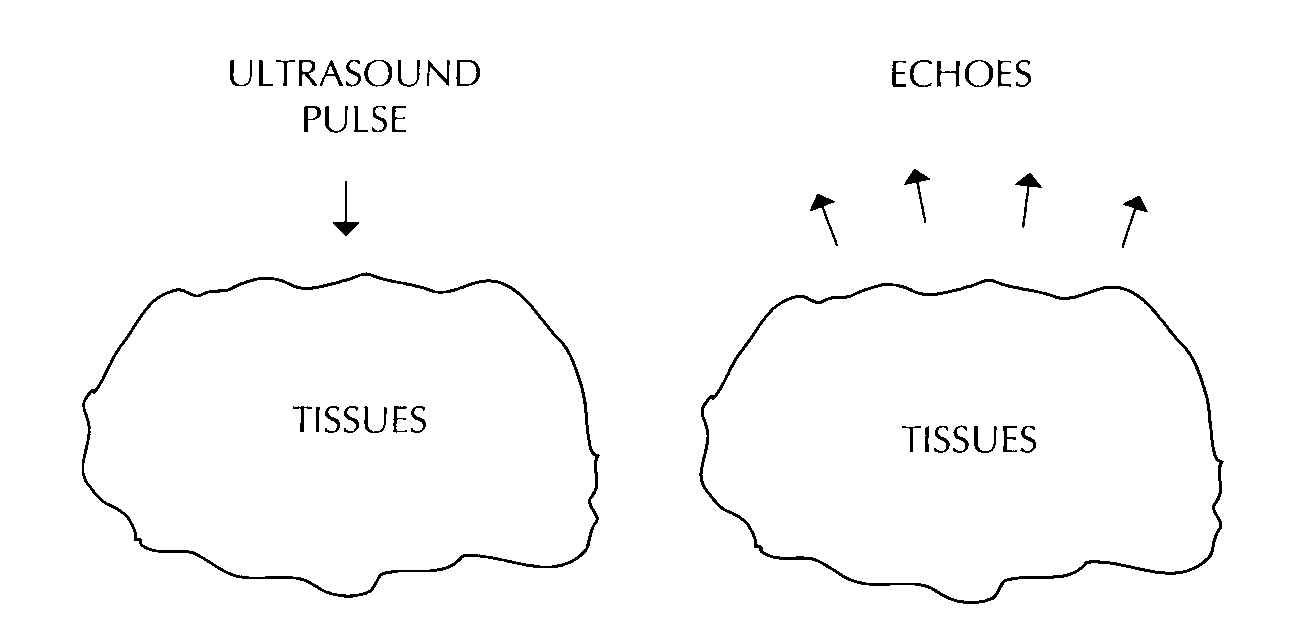 ULTRASOUND
PULSE
TISSUES
ECHOES
TISSUES